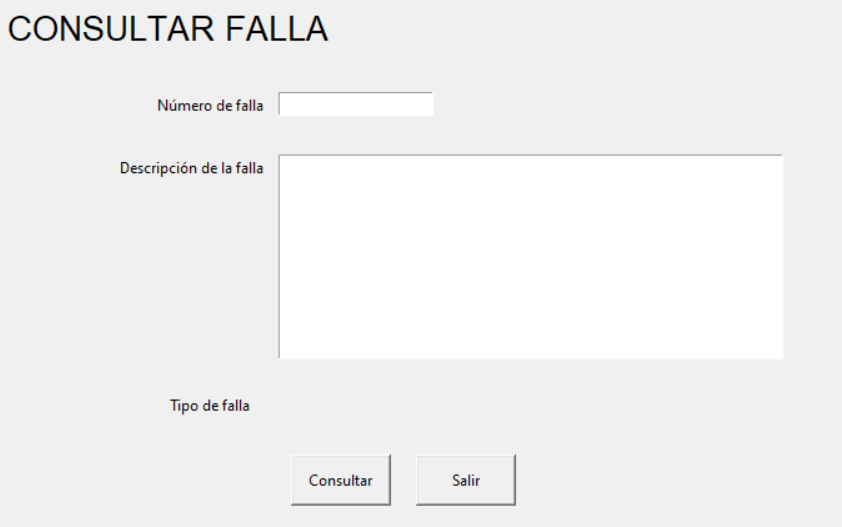 CONSULTAR FALLA
Número de falla
Descripción de la falla
Tipo de falla
Consultar Salir